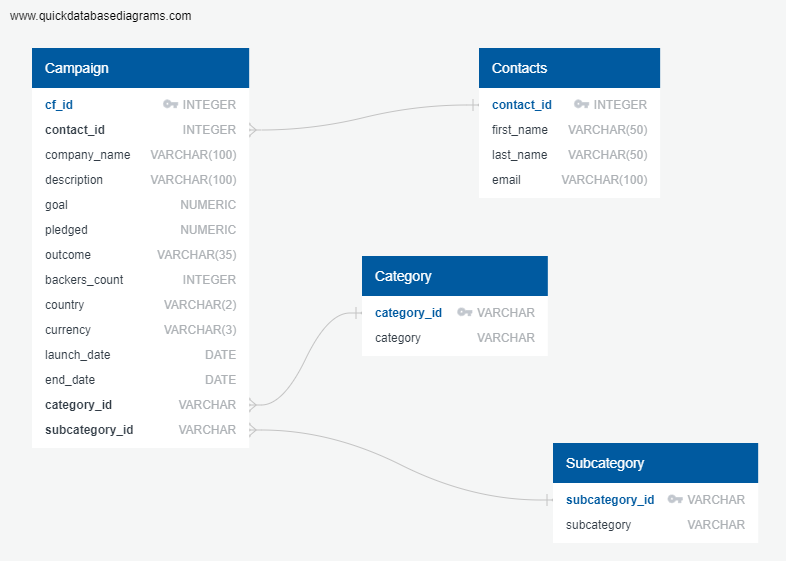 www.quickdatabasediagrams.com
Campaign
cf_id INTEGER
contact_id INTEGER
company_name VARCHAR(100)
description VARCHAR(100)
goal NUMERIC
pledged NUMERIC
outcome VARCHAR(35)
backers_count INTEGER
country VARCHAR(2)
currency VARCHAR(3)
launch_date DATE
end_date DATE
category_id VARCHAR
subcategory_id VARCHAR
Contacts
contact_id INTEGER
first_name VARCHAR(50)
last_name VARCHAR(50)
email VARCHAR(100)
Category
category_id VARCHAR
category VARCHAR
Subcategory
subcategory_id VARCHAR
subcategory VARCHAR